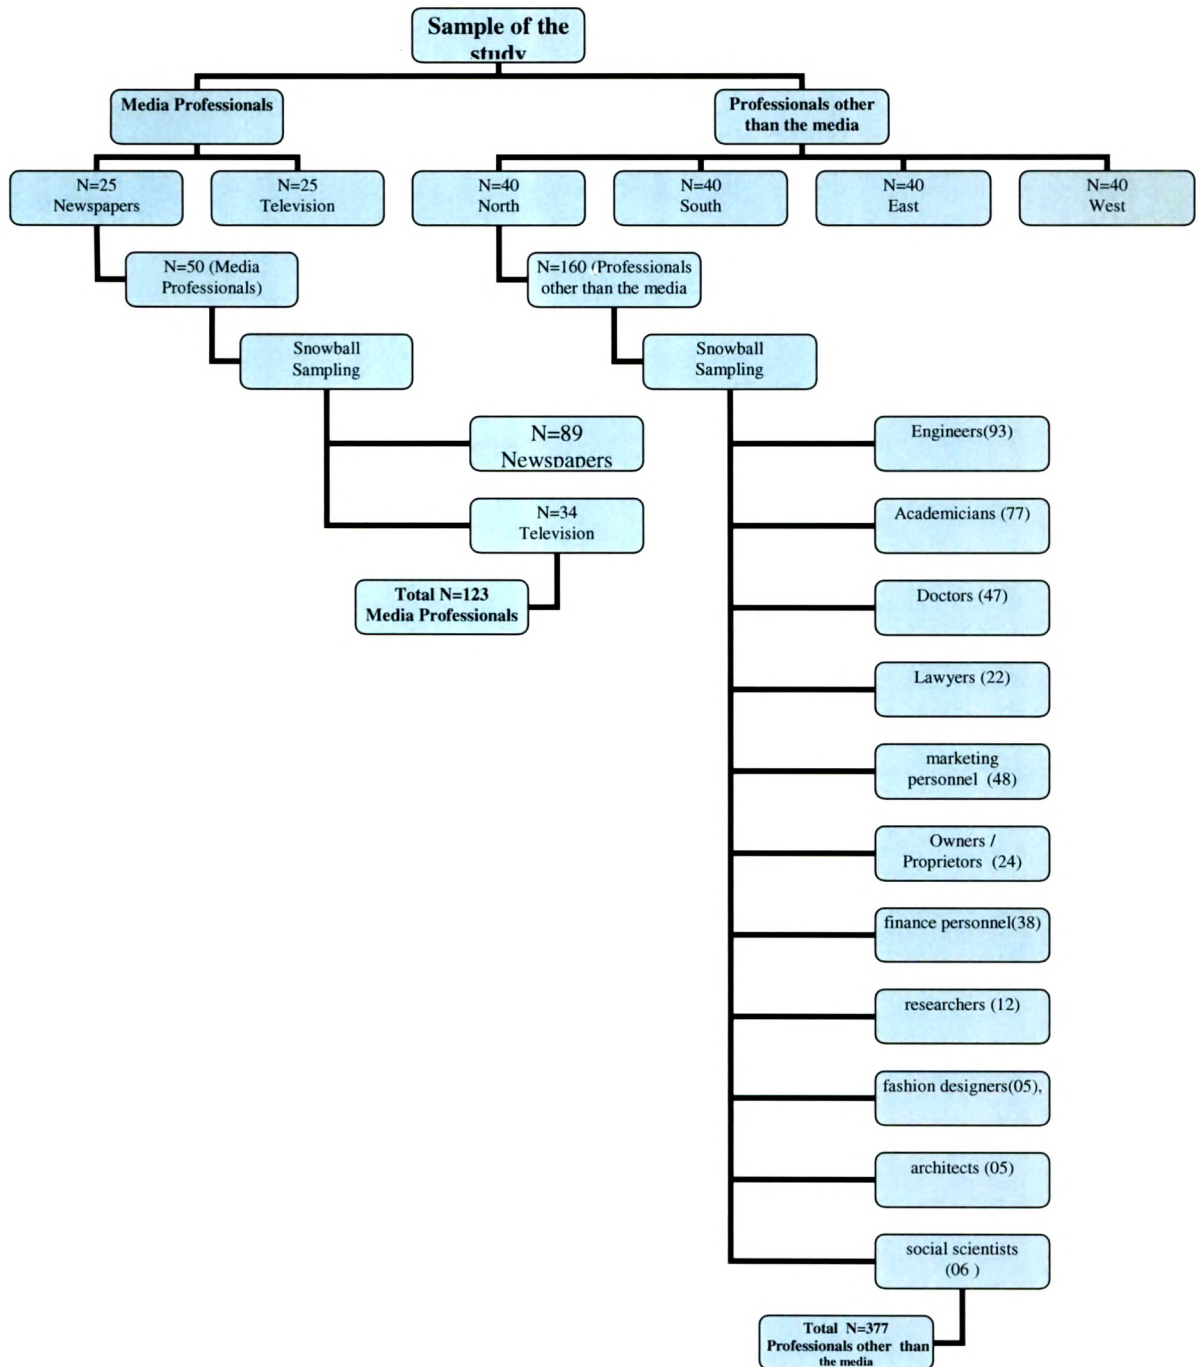 Sample of the
study
Media Professionals
Professionals other
than the media
N=25
Newspapers
N=25
Television
N=40
North
N=40
South
N=40
East
N=40
West
N=50 (Media
Professionals)
N=160 (Professionals
other than the media
Snowball
Sampling
Snowball
Sampling
N=89
Newspapers
N=34
Television
Total N=123
Media Professionals
Engineers(93)
Academicians (77)
Doctors (47)
Lawyers (22)
marketing
personnel (48)
Owners /
Proprietors (24)
finance personnel(38)
researchers (12)
fashion designers(05),
architects (05)
social scientists
(06 )
Total N=377
Professionals other than
the media